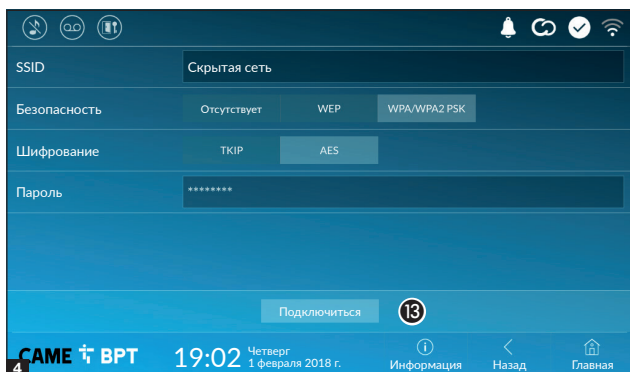 SSID Скрытая сеть
Безопасность Отсутствует WEP WPA/WPA2 PSK
Шифрование TKIP AES
Пароль ********
Подключиться 13
CAME BPT 19:02 Четверг
1 февраля 2018 г.
Информация Назад Главная
4